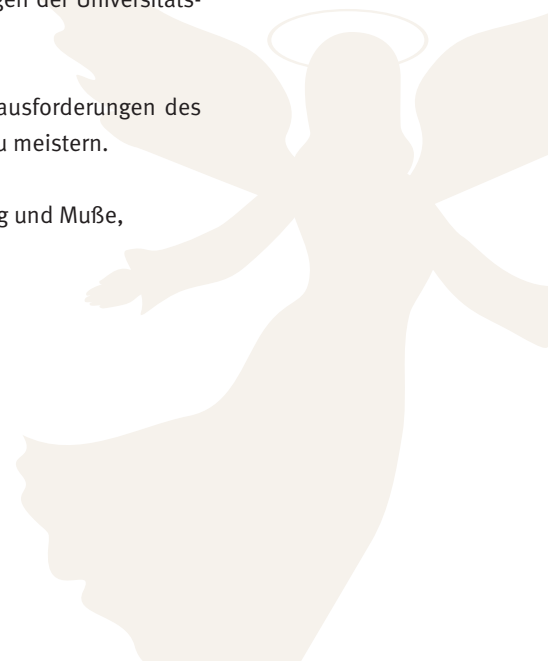 gen der Universitäts-
ausforderungen des
u meistern.
g und Muße,